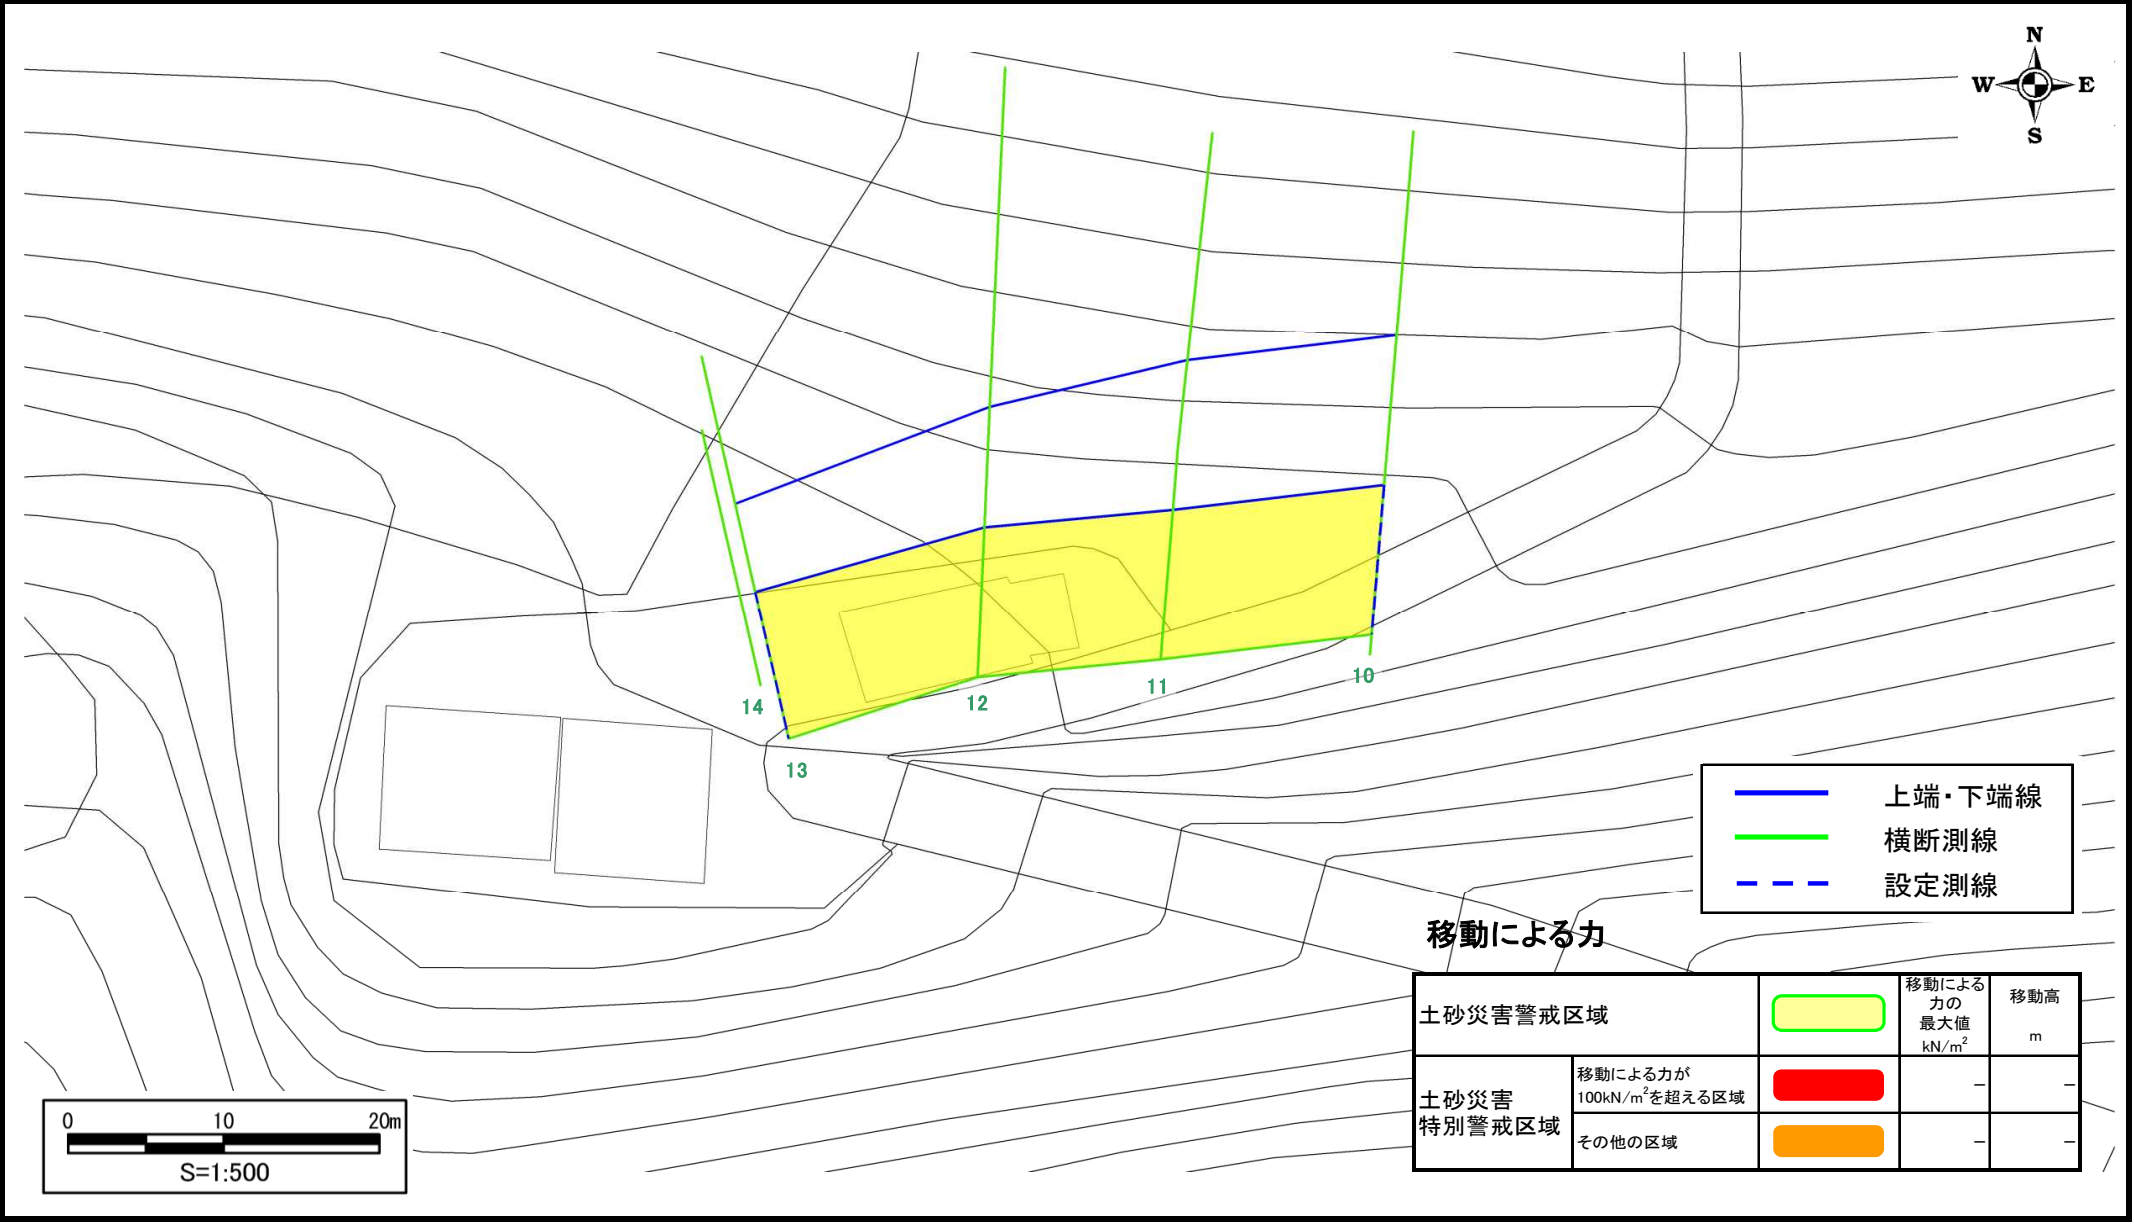 N
W E
S
14
13
12
11
10
上端・下端線
横断測線
設定測線
移動による力
土砂災害警戒区域
移動による
力の
最大値
kN/m²
移動高
m
土砂災害
特別警戒区域
移動による力が
100kN/m²を超える区域
− −
その他の区域
− −
0 10 20m
S=1:500